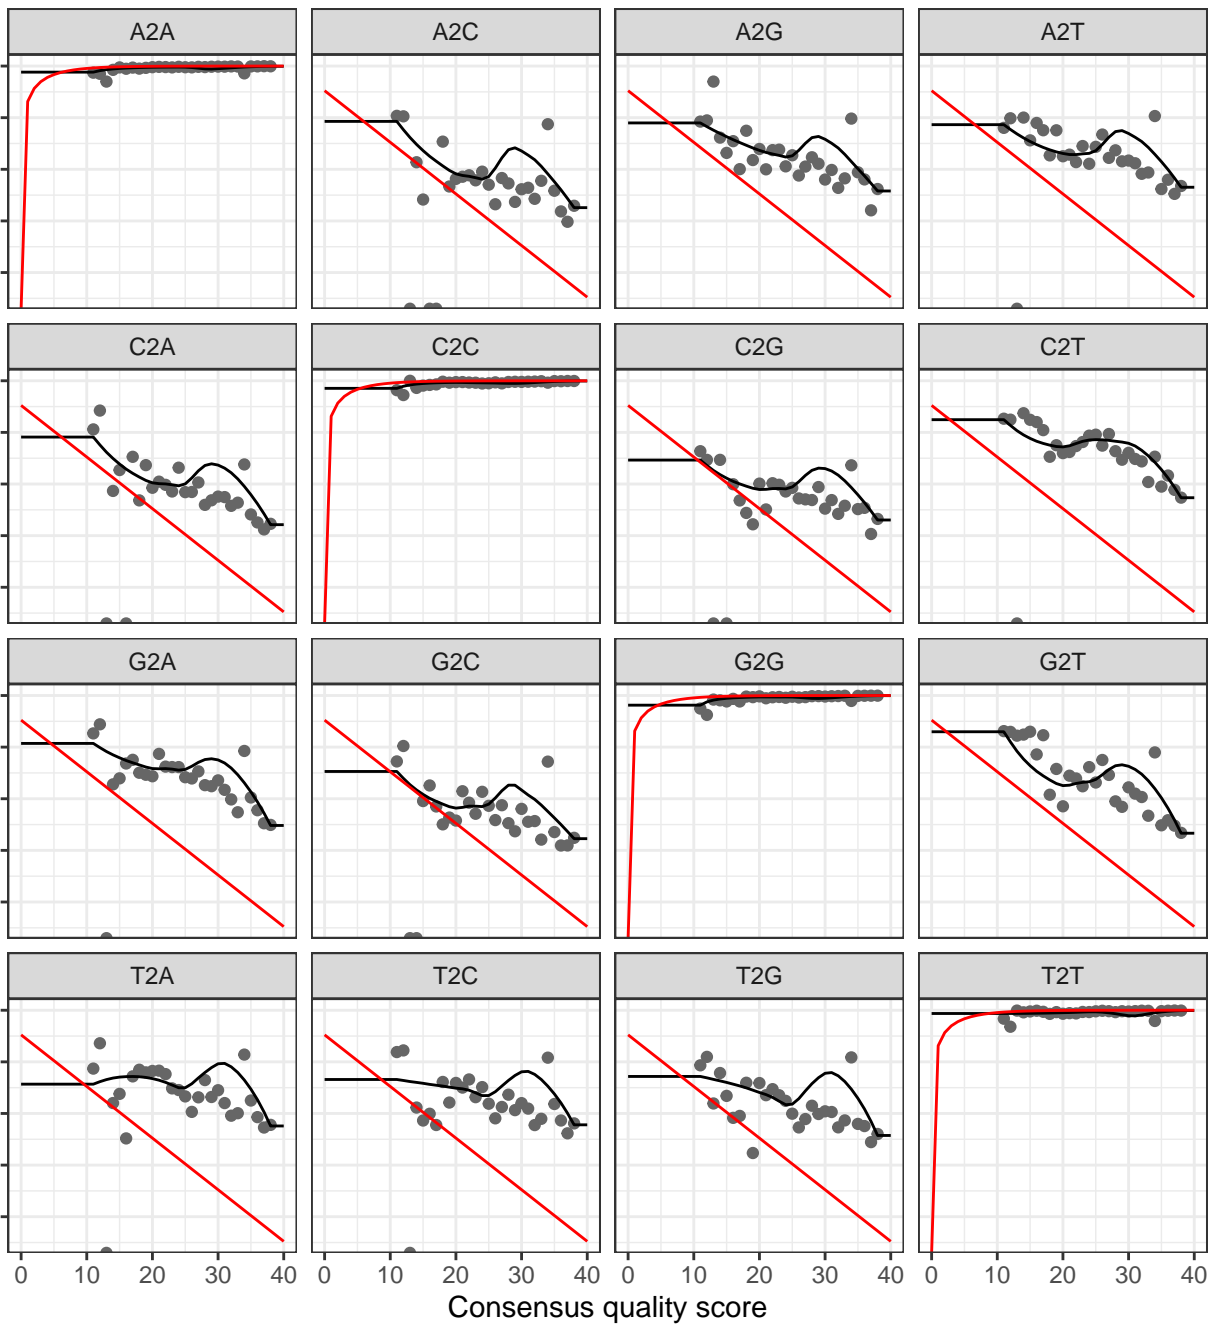 A2A A2C A2G A2T
C2A C2C C2G C2T
G2A G2C G2G G2T
T2A T2C T2G T2T
0 10 20 30 40 0 10 20 30 40 0 10 20 30 40 0 10 20 30 40
Consensus quality score